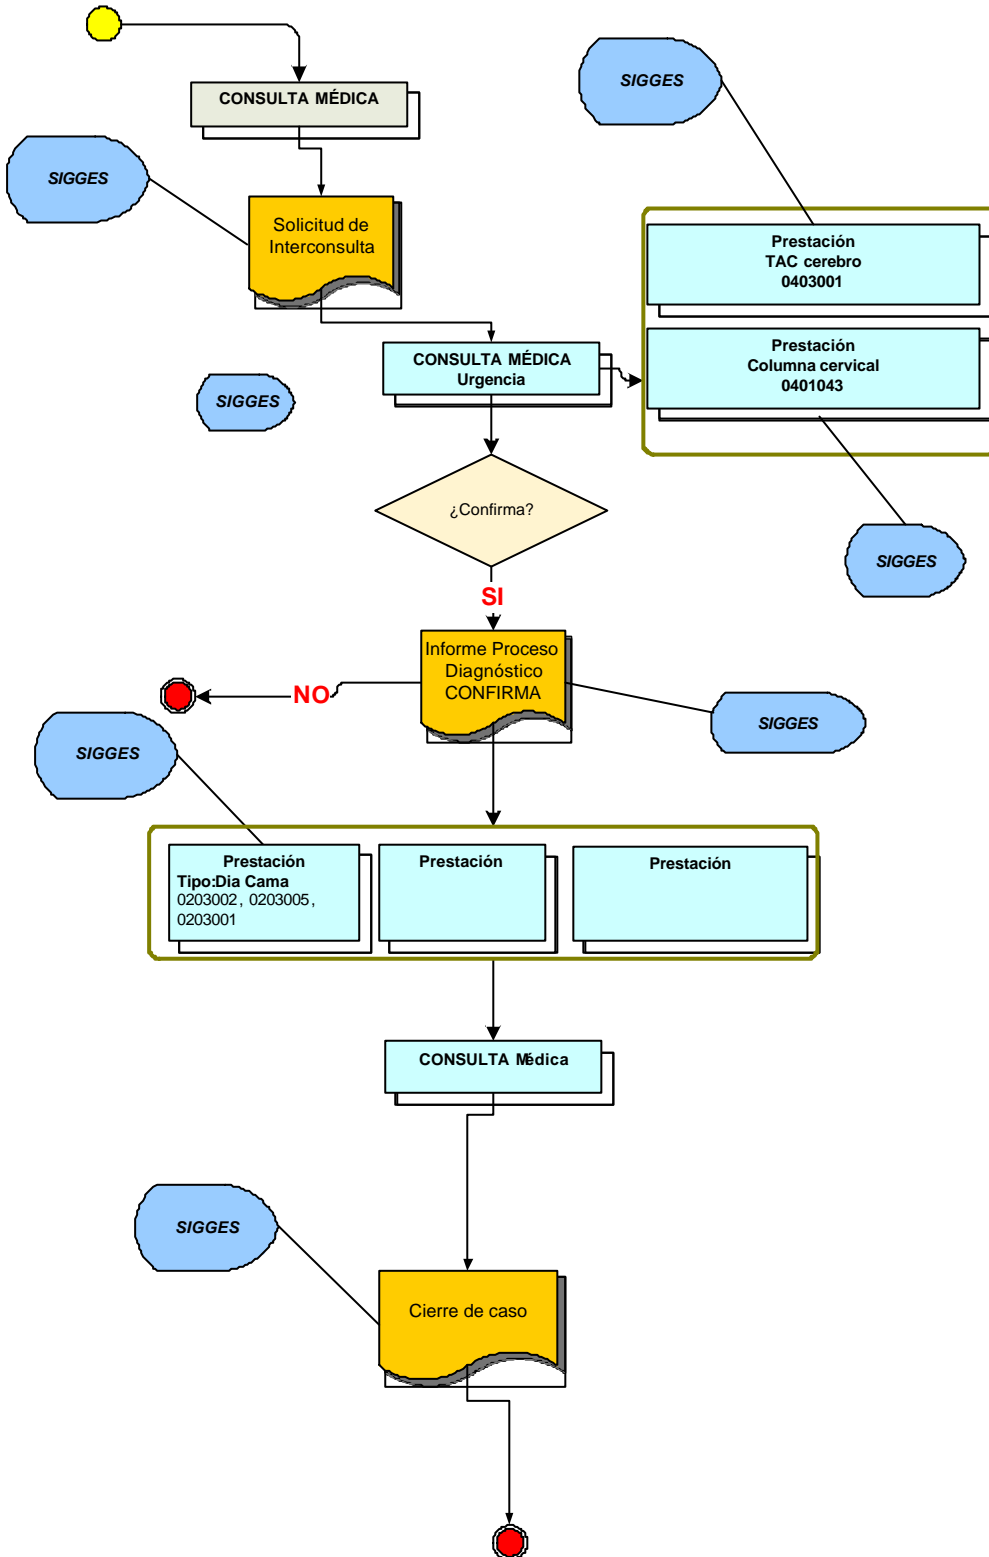 SIGGES
CONSULTA MÉDICA
SIGGES
Solicitud de
Interconsulta
Prestación
TAC cerebro
0403001
CONSULTA MÉDICA
Urgencia
Prestación
Columna cervical
0401043
SIGGES
¿Confirma?
SIGGES
SI
Informe Proceso
Diagnóstico
CONFIRMA
NO
SIGGES
SIGGES
Prestación
Tipo:Dia Cama
0203002, 0203005,
0203001
Prestación
Prestación
CONSULTA Médica
SIGGES
Cierre de caso